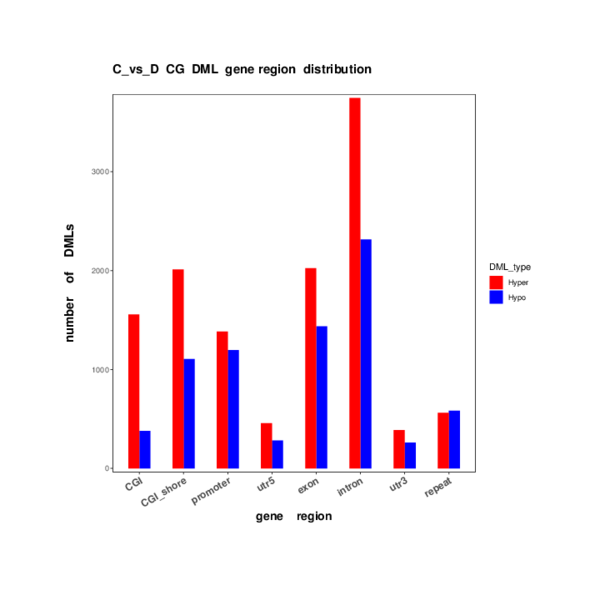 C_vs_D CG DML gene region distribution
number of DMLs
3000
2000
1000
0
CGI
CGI_shore
promoter
utr5
exon
intron
utr3
repeat
gene region
DML_type
Hyper
Hypo